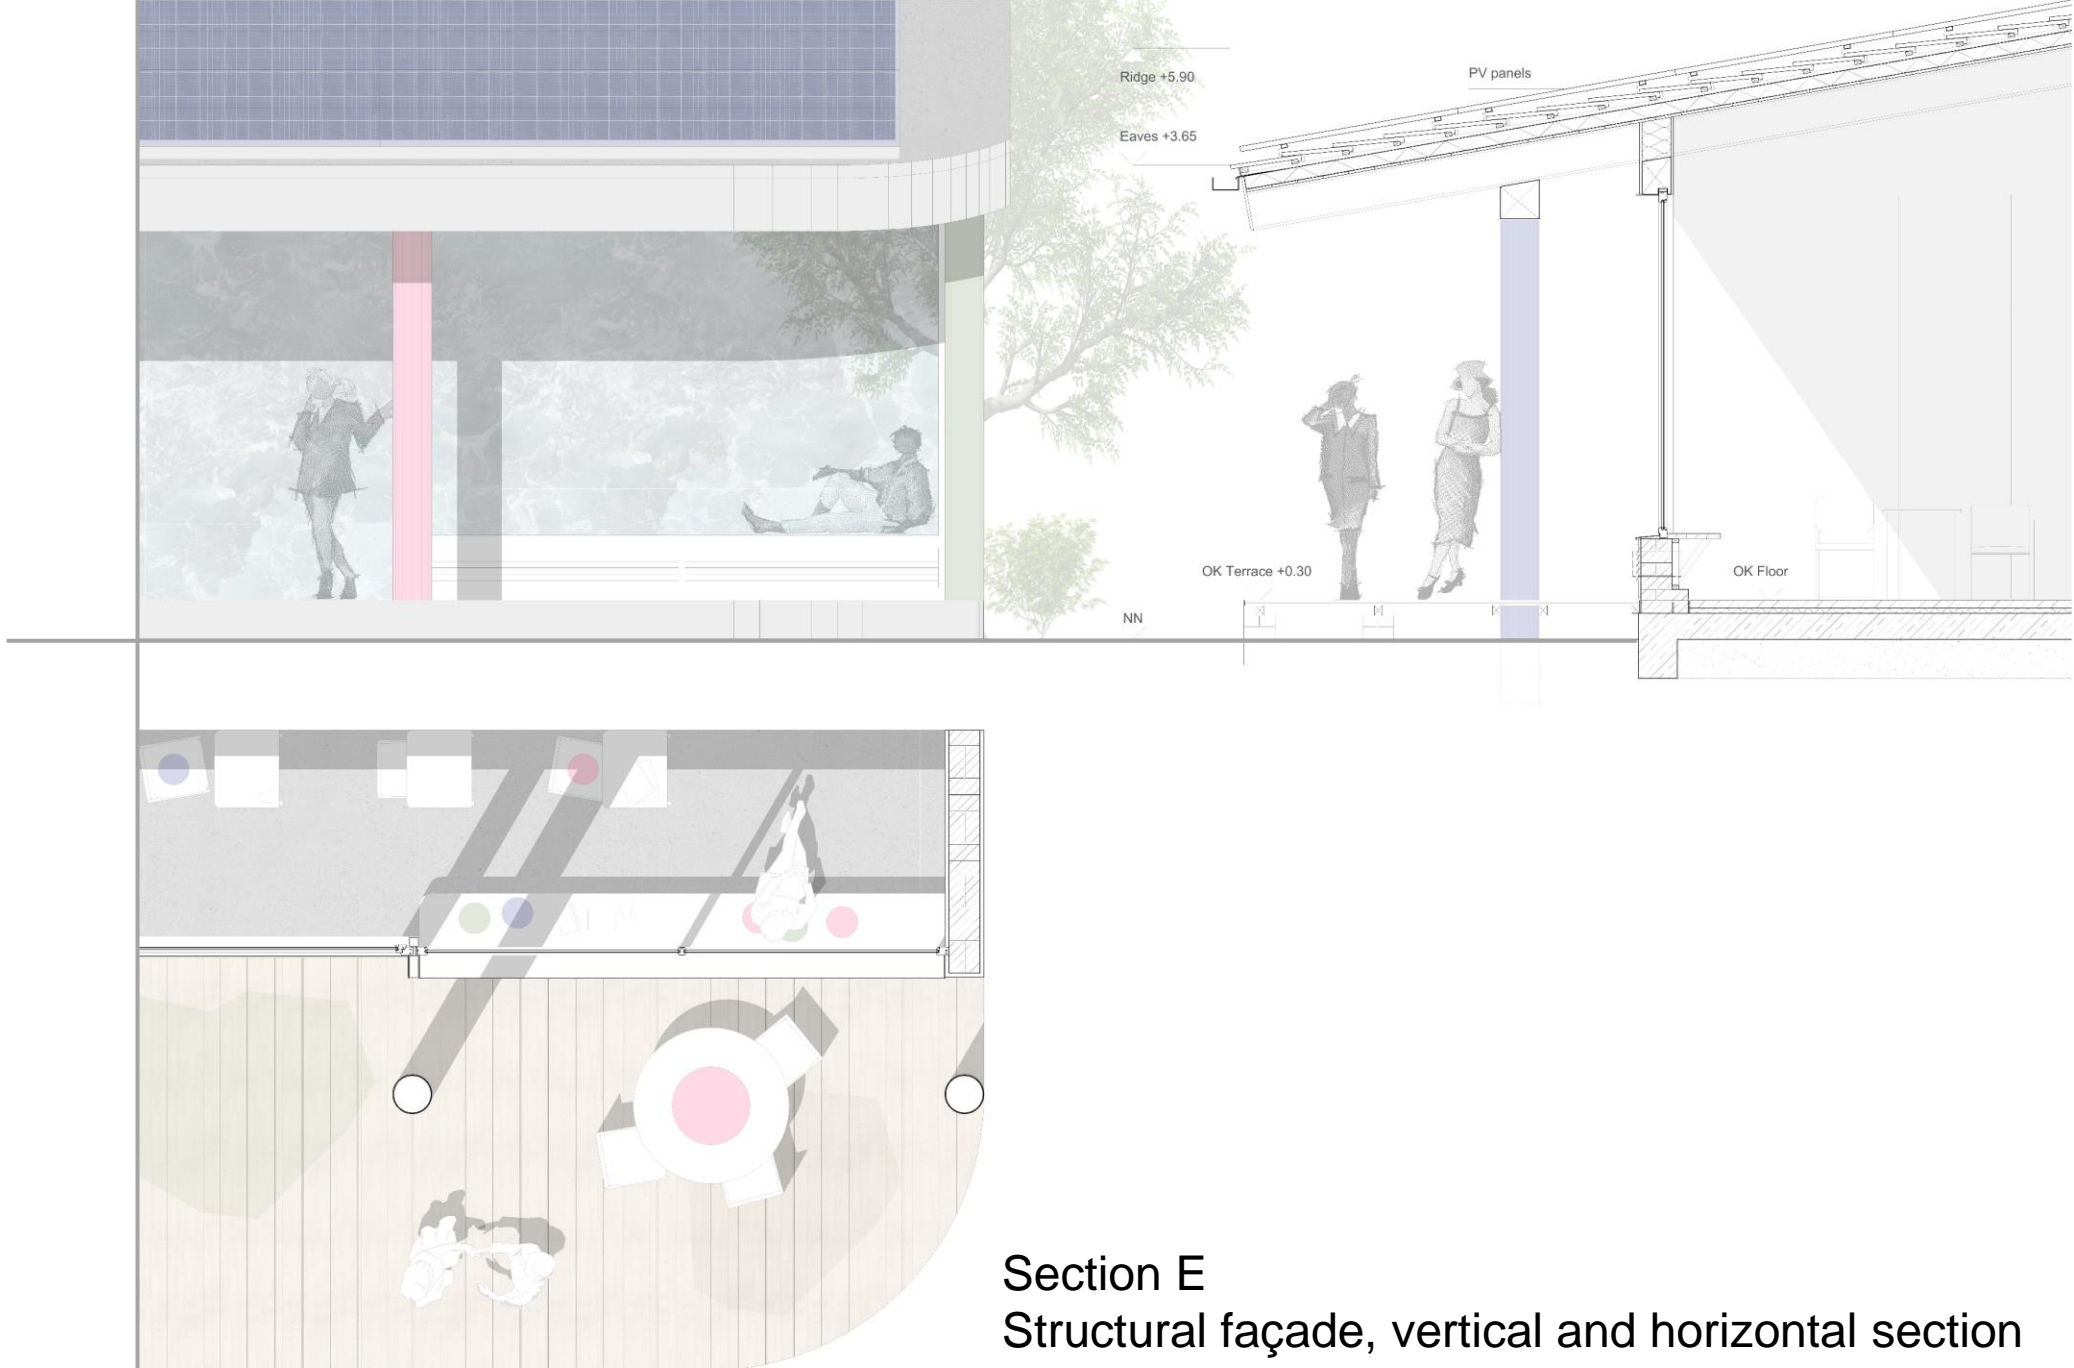 Ridge +5.90
PV panels
Eaves +3.65
OK Terrace +0.30
OK Floor
NN
Section E
Structural façade, vertical and horizontal section